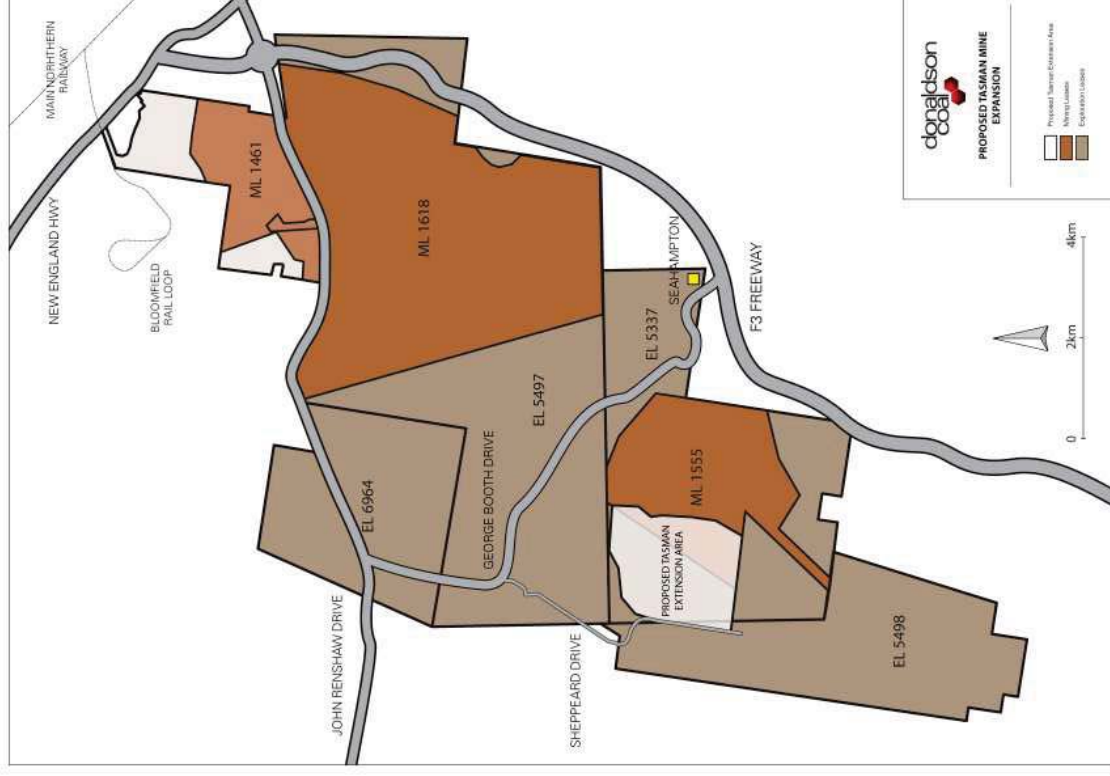 MAIN NORHTHERN
RAILWAY
NEW ENGLAND HWY
BLOOMFIELD
RAIL LOOP
ML 1461
ML 1618
JOHN RENSHAW DRIVE
EL 6964
EL 5497
GEORGE BOOTH DRIVE
SEAHAMPTON
EL 5337
F3 FREEWAY
SHEPPEARD DRIVE
PROPOSED TASMAN
EXTENSION AREA
ML 1555
EL 5498
0
2km
4km
donaldson
coal
PROPOSED TASMAN MINE
EXPANSION
Proposed Tasman Extension Area
Mining Leases
Exploration Leases